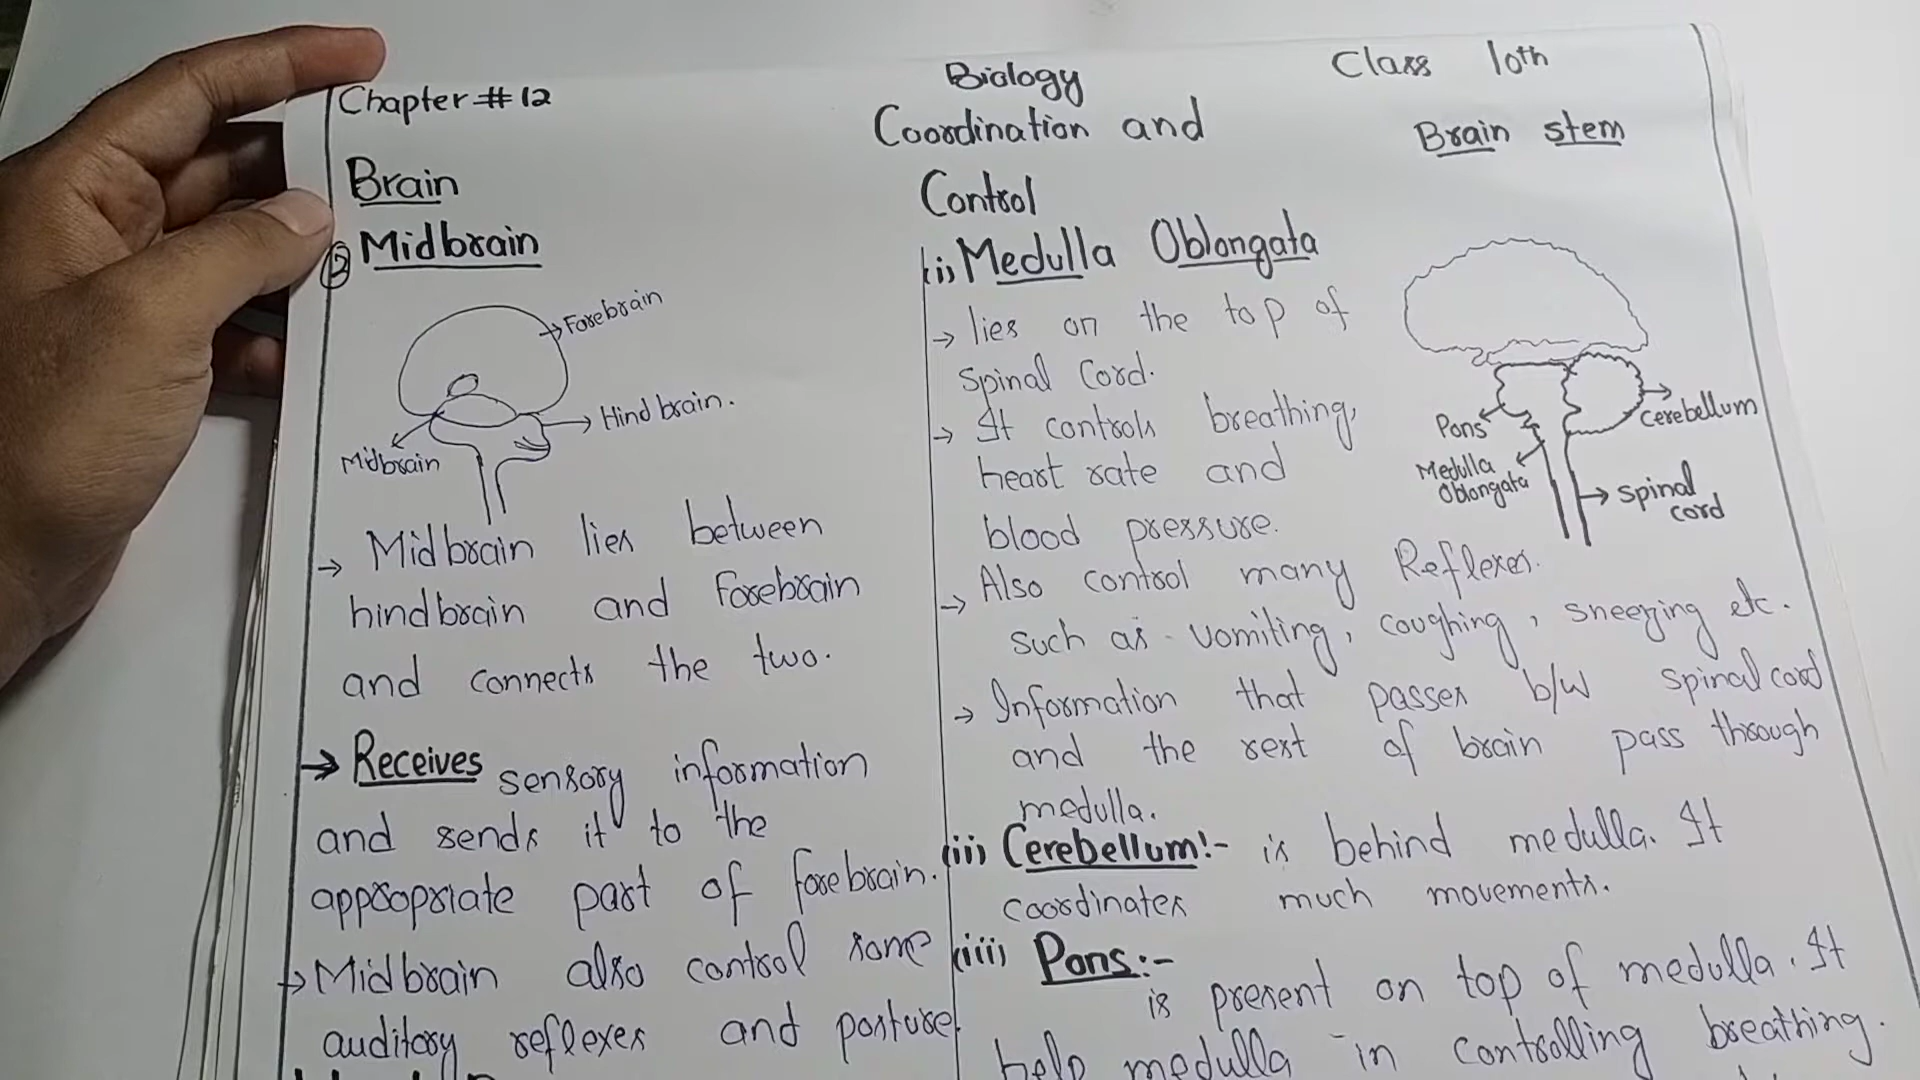 Chapter # 12
Biology
Class 10th
Coordination and
Control
Brain stem
Brain
② Midbrain
Forebrain
Hind brain.
Midbrain
→ Midbrain lies between
hindbrain and Forebrain
and connects the two.
→ Receives sensory information
and sends it to the
appropriate part of forebrain.
→ Midbrain also control some
auditory reflexes and posture
(i) Medulla Oblongata
→ lies on the top of
Spinal Cord.
→ It controls breathing,
heart rate and
blood pressure.
→ Also control many Reflexes.
such as vomiting, coughing, sneezing etc.
→ Information that passes b/w spinal cord
and the rest of brain pass through
medulla.
Pons
Cerebellum
Medulla
Oblongata
spinal
cord
(ii) Cerebellum:- is behind medulla. It
coordinates much movements.
(iii) Pons:-
is present on top of medulla. It
help medulla in controlling breathing.